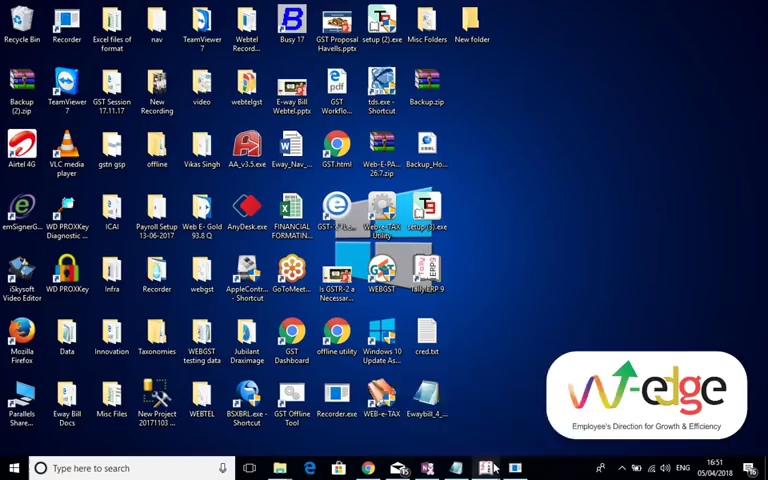 Recycle Bin
Recorder
Excel files of
format
nav
TeamViewer
7
Webtel
Record...
Busy 17
GST Proposal
Havells.pptx
setup (2).exe
Misc Folders
New folder
Backup
(2).zip
TeamViewer
7
GST Session
17.11.17
New
Recording
video
webtelgst
E-way Bill
Webtel.pptx
GST
Workflo...
tds.exe -
Shortcut
Backup.zip
Airtel 4G
VLC media
player
gstn gsp
offline
Vikas Singh
AA_v3.5.exe
Eway_Nav_...
GST.html
Web-E-PA...
26.7.zip
Backup_Ho...
emSignerG...
WD PROXKey
Diagnostic ...
ICAI
Payroll Setup
13-06-2017
Web E- Gold
93.8 Q
AnyDesk.exe
FINANCIAL
FORMATIN...
Web-e-TAX
Utility
setup (3).exe
iSkysoft
Video Editor
WD PROXKey
Infra
Recorder
webgst
AppleContr...
- Shortcut
GoToMeet...
Is GSTR-2 a
Necessar...
WEBGST
Tally.ERP 9
Mozilla
Firefox
Data
Innovation
Taxonomies
WEBGST
testing data
Jubilant
Draximage
GST
Dashboard
offline utility
Windows 10
Update As...
cred.txt
Parallels
Share...
Eway Bill
Docs
Misc Files
New Project
20171103 ...
WEBTEL
BSXBRL.exe -
Shortcut
GST Offline
Tool
Recorder.exe
WEB-e-TAX
Ewaybill_4_...
W-edge
Employee's Direction for Growth & Efficiency
Type here to search
ENG
16:51
05/04/2018